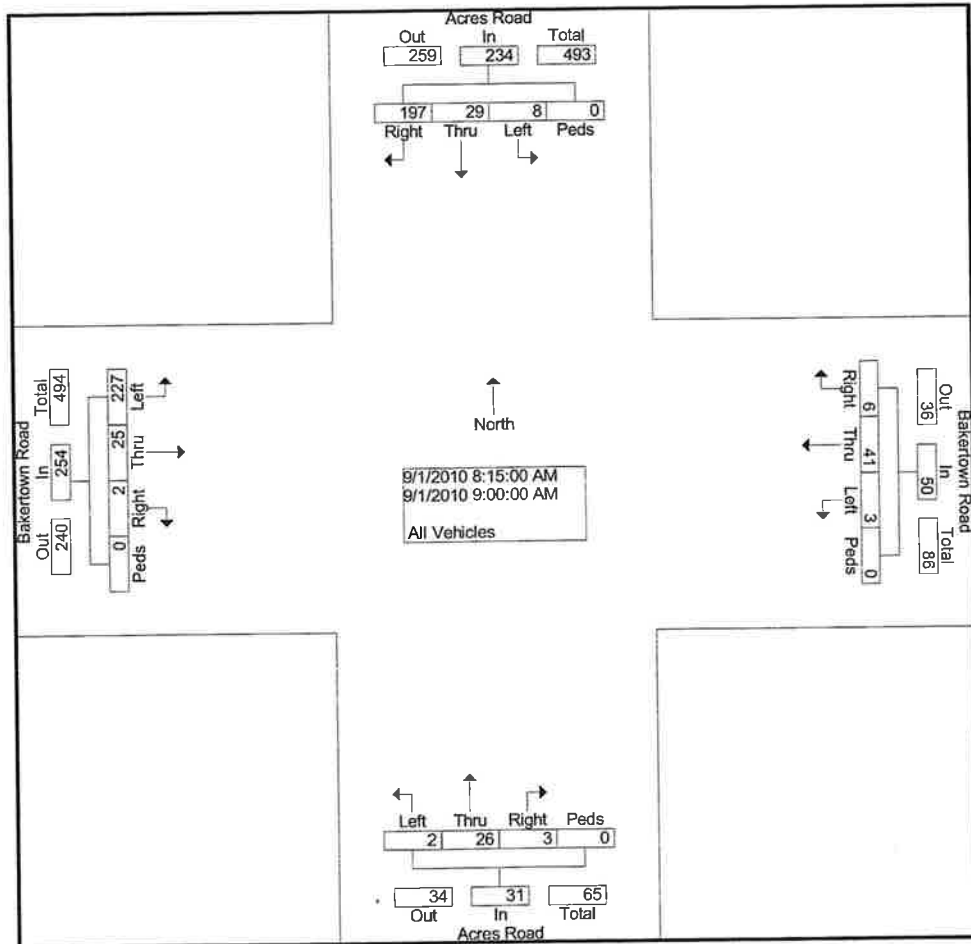 Acres Road
Out In Total
259 234 493
197 29 8 0
Right Thru Left Peds
Bakertown Road
Total In Out
494 254 240
227 25 2 0
Left Thru Right Peds
North
9/1/2010 8:15:00 AM
9/1/2010 9:00:00 AM
All Vehicles
Right Thru Left Peds
6 41 3 0
Out In Total
36 50 86
Bakertown Road
Left Thru Right Peds
2 26 3 0
34 31 65
Out In Total
Acres Road